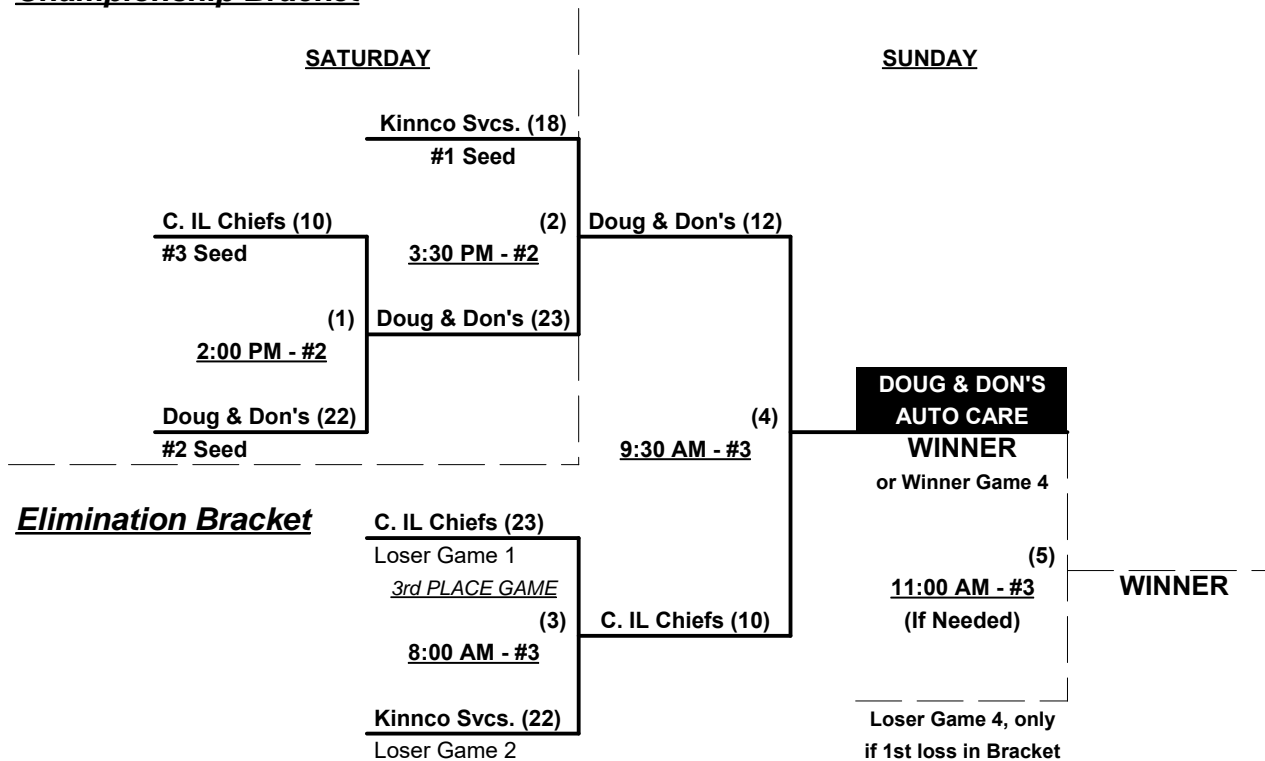 Championship Bracket
SATURDAY
SUNDAY
Kinnco Svcs. (18)
#1 Seed
C. IL Chiefs (10)
(2)
Doug & Don's (12)
#3 Seed
3:30 PM - #2
(1)
Doug & Don's (23)
2:00 PM - #2
DOUG & DON'S
AUTO CARE
Doug & Don's (22)
(4)
#2 Seed
9:30 AM - #3
WINNER
or Winner Game 4
Elimination Bracket
C. IL Chiefs (23)
Loser Game 1
(5)
3rd PLACE GAME
11:00 AM - #3
WINNER
(3)
C. IL Chiefs (10)
(If Needed)
8:00 AM - #3
Kinnco Svcs. (22)
Loser Game 4, only
Loser Game 2
if 1st loss in Bracket